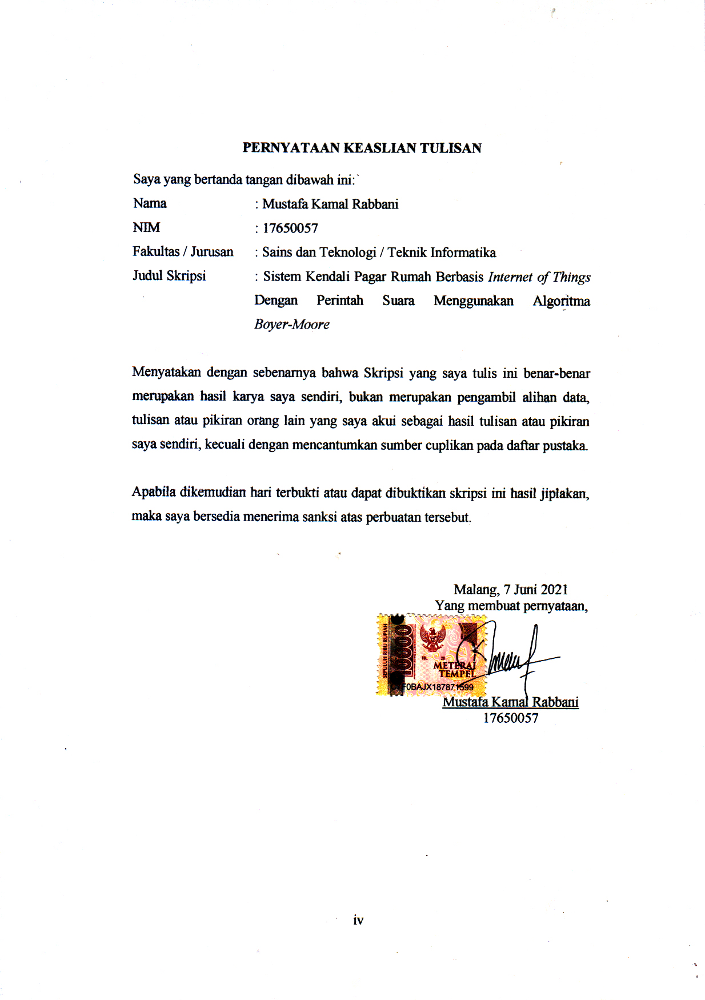 PERNYATAAN KEASLIAN TULISAN
Saya yang bertanda tangan dibawah ini:
Nama : Mustafa Kamal Rabbani
NIM : 17650057
Fakultas / Jurusan : Sains dan Teknologi / Teknik Informatika
Judul Skripsi : Sistem Kendali Pagar Rumah Berbasis Internet of Things
Dengan Perintah Suara Menggunakan Algoritma
Boyer-Moore
Menyatakan dengan sebenarnya bahwa Skripsi yang saya tulis ini benar-benar
merupakan hasil karya saya sendiri, bukan merupakan pengambil alihan data,
tulisan atau pikiran orang lain yang saya akui sebagai hasil tulisan atau pikiran
saya sendiri, kecuali dengan mencantumkan sumber cuplikan pada daftar pustaka.
Apabila dikemudian hari terbukti atau dapat dibuktikan skripsi ini hasil jiplakan,
maka saya bersedia menerima sanksi atas perbuatan tersebut.
Malang, 7 Juni 2021
Yang membuat pernyataan,
SEPULUH RIBU RUPIAH
10000
METERAI
TEMPEL
Mustafa Kamal Rabbani
17650057
iv